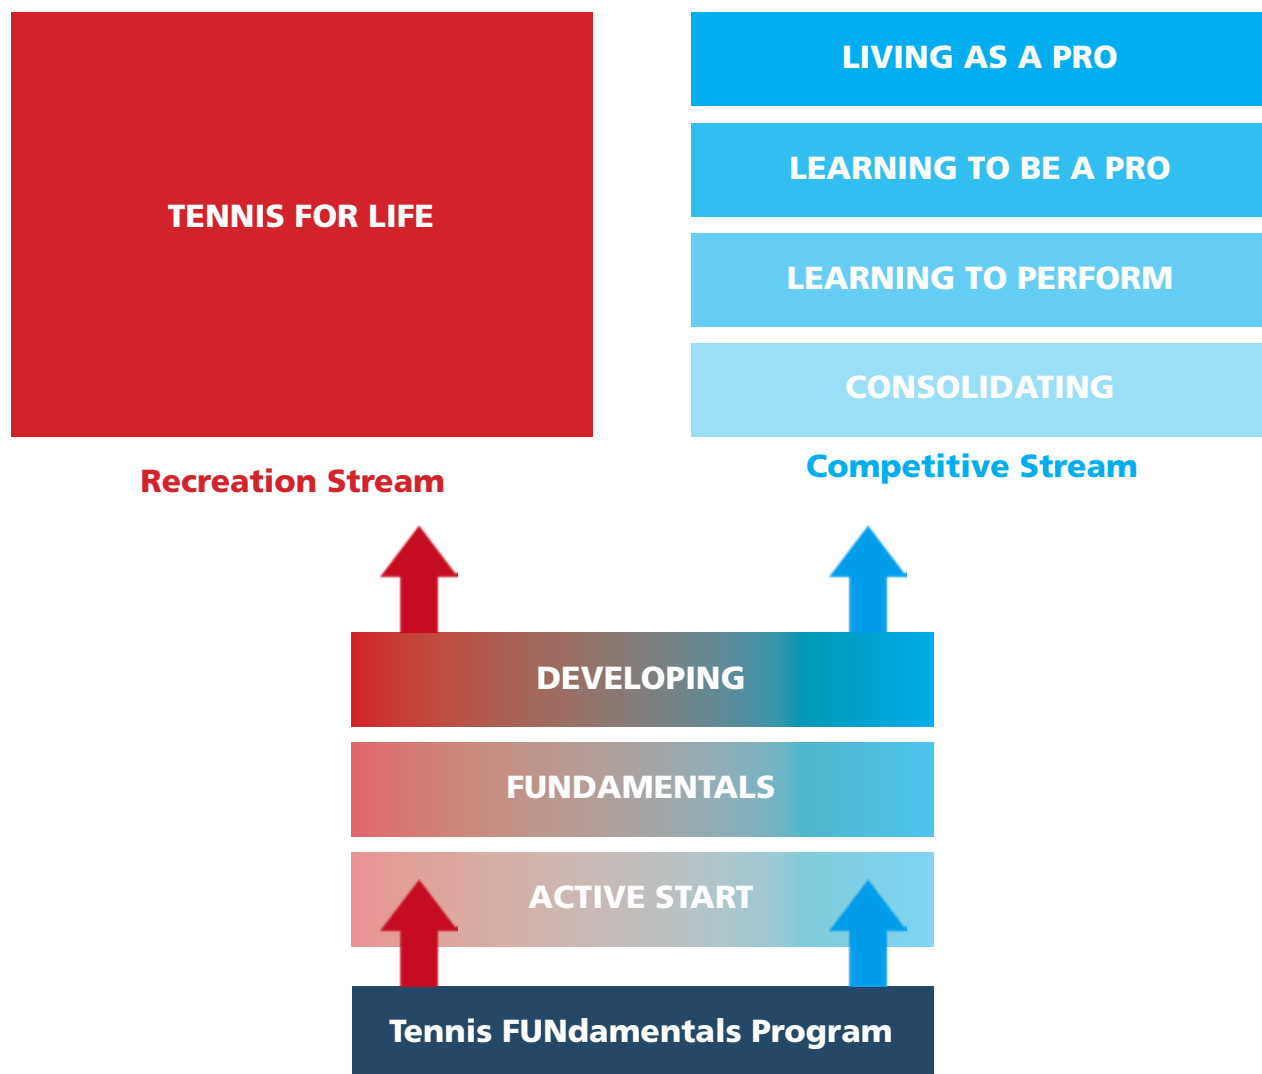 TENNIS FOR LIFE
Recreation Stream
LIVING AS A PRO
LEARNING TO BE A PRO
LEARNING TO PERFORM
CONSOLIDATING
Competitive Stream
DEVELOPING
FUNDAMENTALS
ACTIVE START
Tennis FUNdamentals Program